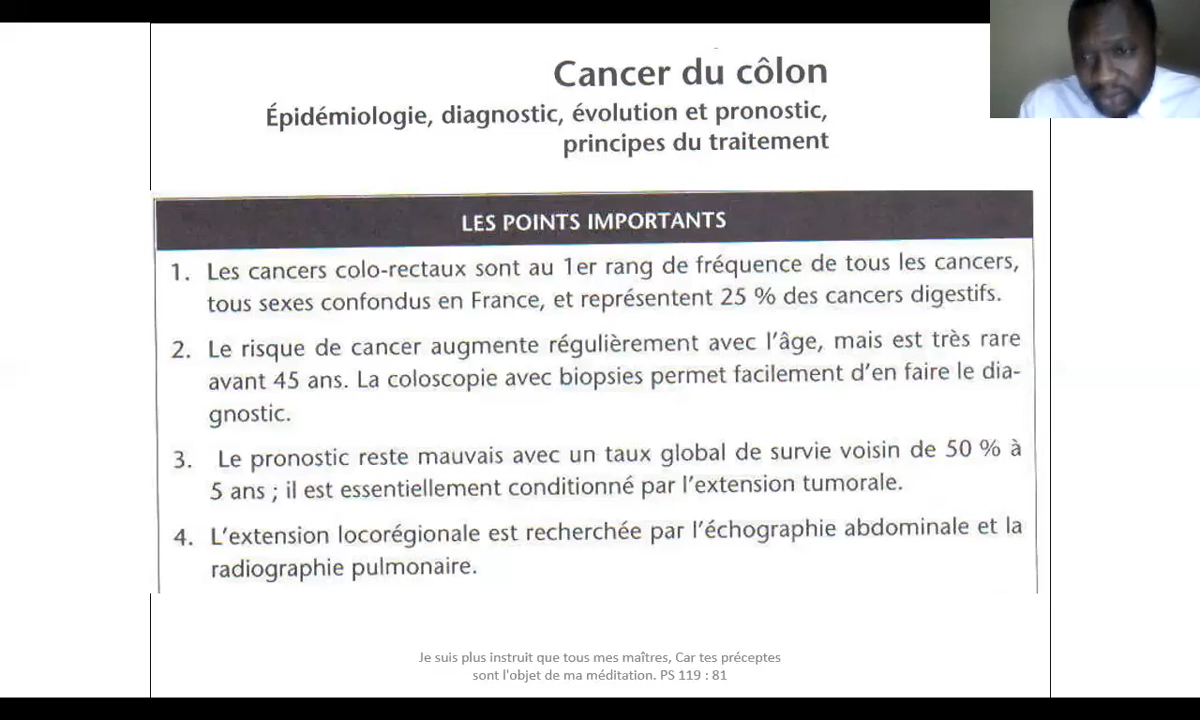 Cancer du côlon
Épidémiologie, diagnostic, évolution et pronostic,
principes du traitement
LES POINTS IMPORTANTS
1. Les cancers colo-rectaux sont au 1er rang de fréquence de tous les cancers,
tous sexes confondus en France, et représentent 25 % des cancers digestifs.
2. Le risque de cancer augmente régulièrement avec l'âge, mais est très rare
avant 45 ans. La coloscopie avec biopsies permet facilement d'en faire le dia-
gnostic.
3. Le pronostic reste mauvais avec un taux global de survie voisin de 50 % à
5 ans ; il est essentiellement conditionné par l'extension tumorale.
4. L'extension locorégionale est recherchée par l'échographie abdominale et la
radiographie pulmonaire.
Je suis plus instruit que tous mes maîtres, Car tes préceptes
sont l'objet de ma méditation. PS 119 : 81